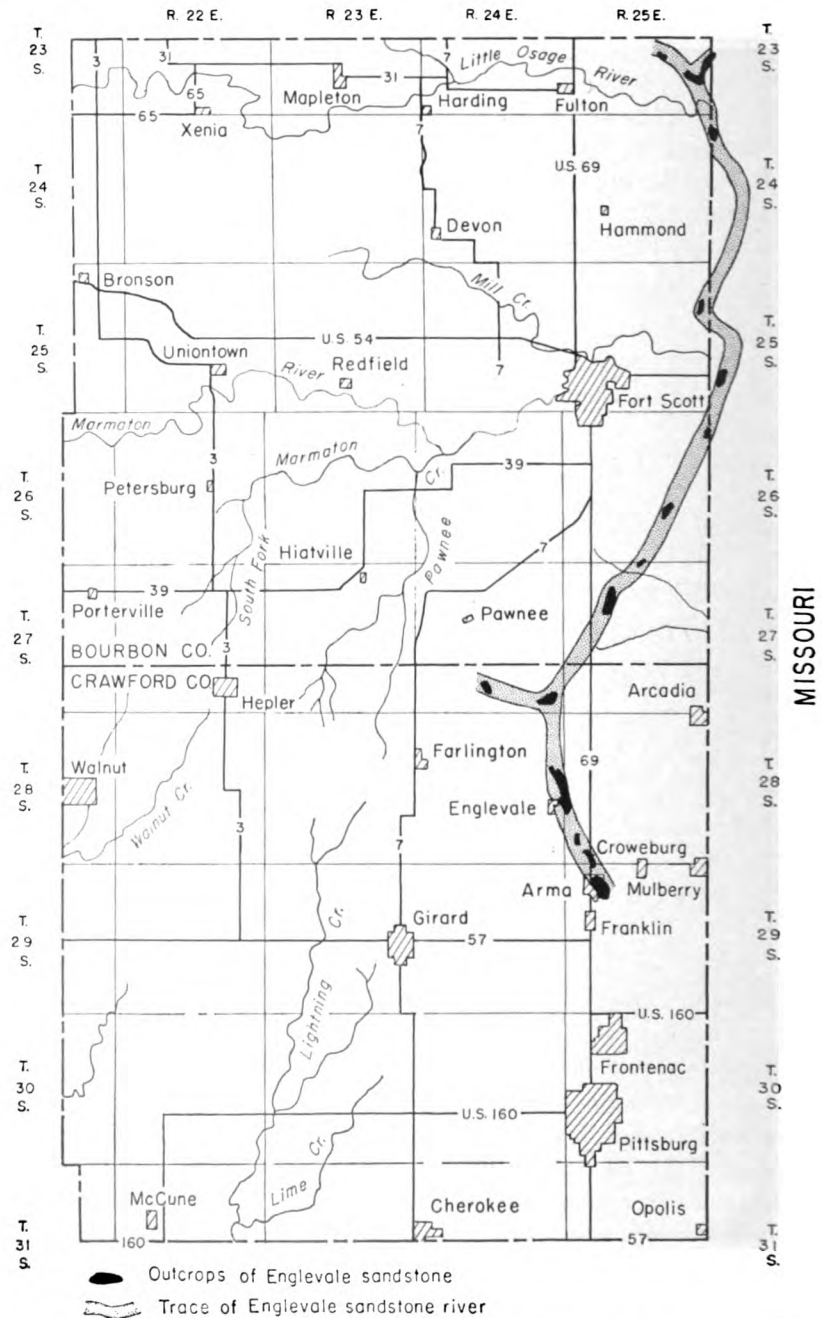 R. 22 E. R. 23 E. R. 24 E. R. 25 E.
T. 23 S.
T. 23 S.
3
31
7
Little Osage River
31
65
Mapleton
Harding
Fulton
65
Xenia
7
U.S. 69
T. 24 S.
T. 24 S.
Devon
Hammond
Bronson
Mill Cr.
T. 25 S.
T. 25 S.
U.S. 54
Uniontown
River
Redfield
7
Fort Scott
Marmaton
Marmaton
Cr.
39
T. 26 S.
T. 26 S.
3
Petersburg
South Fork
Hiatville
Pawnee
7
39
Porterville
Pawnee
T. 27 S.
T. 27 S.
BOURBON CO.
3
CRAWFORD CO.
Hepler
Arcadia
MISSOURI
Farlington
69
Walnut
T. 28 S.
T. 28 S.
Walnut Cr.
3
7
Englevale
Croweburg
Arma
Mulberry
Girard
Franklin
T. 29 S.
T. 29 S.
57
Lightning Cr.
U.S. 160
Frontenac
T. 30 S.
T. 30 S.
U.S. 160
Pittsburg
Lime Cr.
McCune
Cherokee
Opolis
T. 31 S.
T. 31 S.
160
57
Outcrops of Englevale sandstone
Trace of Englevale sandstone river